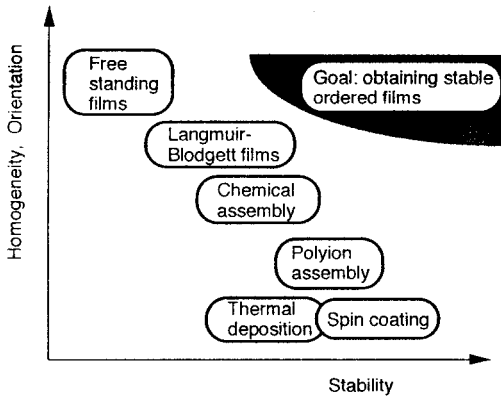 Homogeneity, Orientation
Free
standing
films
Goal: obtaining stable
ordered films
Langmuir-
Blodgett films
Chemical
assembly
Polyion
assembly
Thermal
deposition
Spin coating
Stability